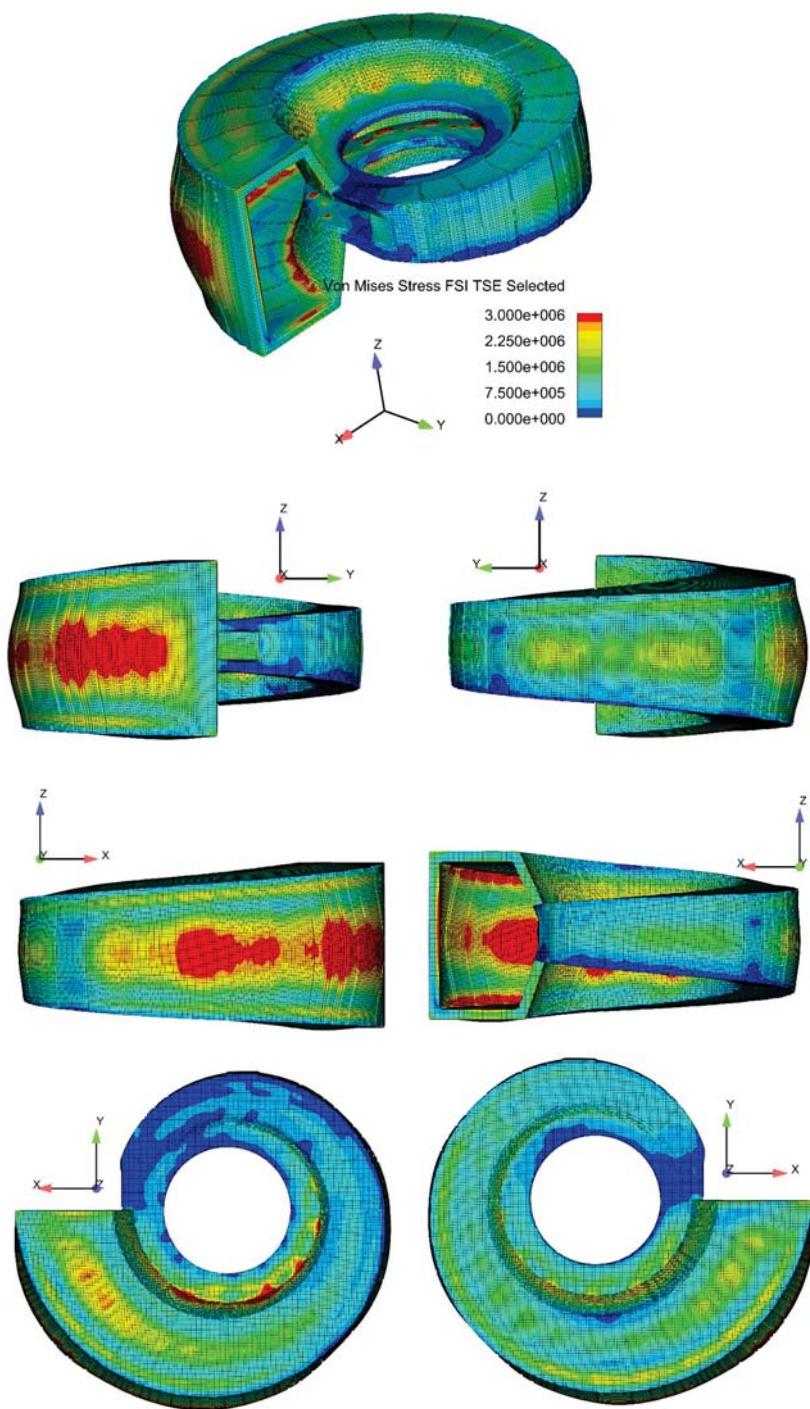 Von Mises Stress FSI TSE Selected
3.000e+006
2.250e+006
1.500e+006
7.500e+005
0.000e+000
Z
X
Y
Z
X
Y
Z
Y
X
Z
Y
X
Z
X
Y
Y
X
Z
Y
Z
X